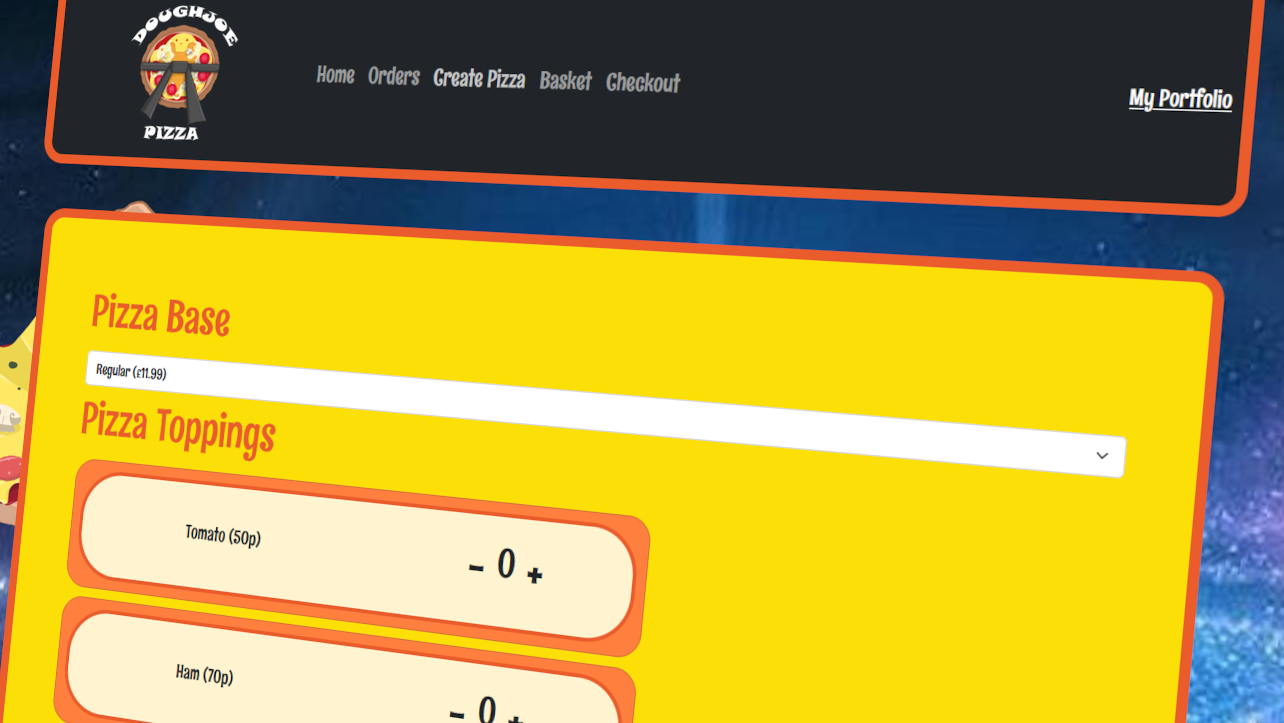 DOUGHJOE
PIZZA
Home Orders Create Pizza Basket Checkout
My Portfolio
Pizza Base
Regular (£11.99)
Pizza Toppings
Tomato (50p)
- 0 +
Ham (70p)
- 0 +